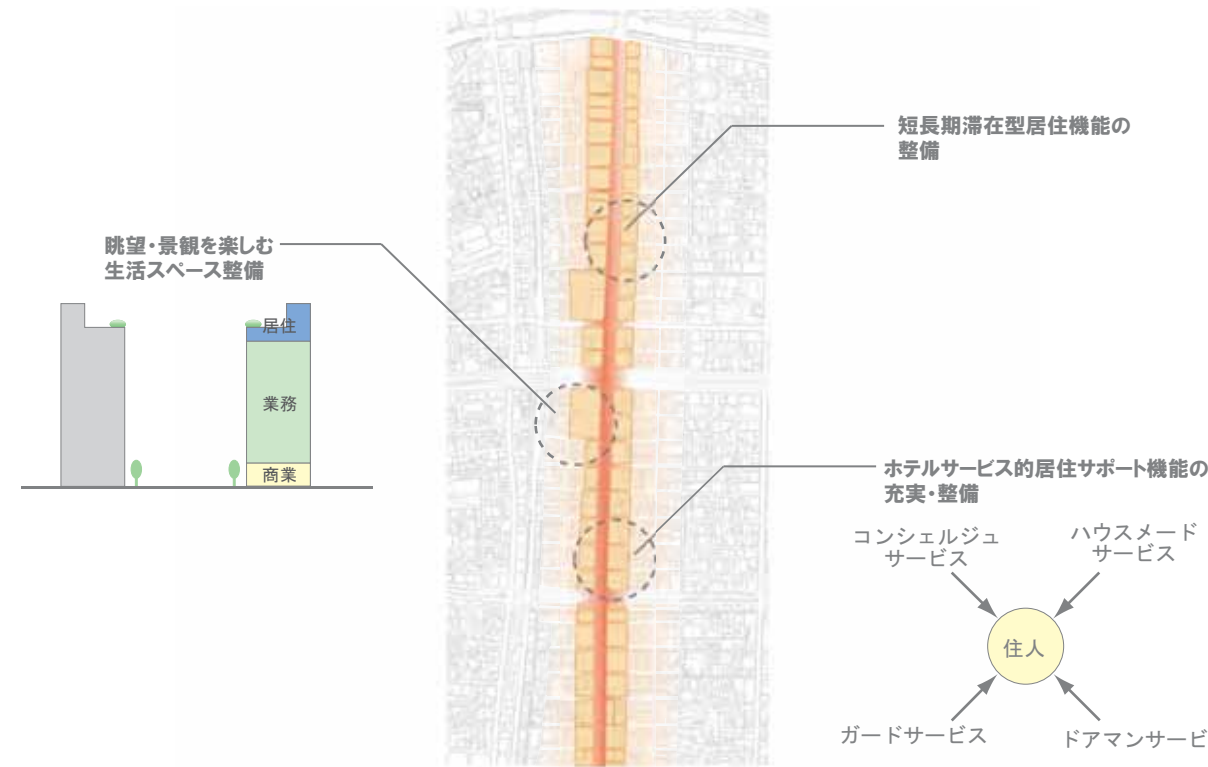 短長期滞在型居住機能の
整備
眺望・景観を楽しむ
生活スペース整備
居住
業務
商業
ホテルサービス的居住サポート機能の
充実・整備
コンシェルジュ
サービス
ハウスメード
サービス
住人
ガードサービス
ドアマンサービ